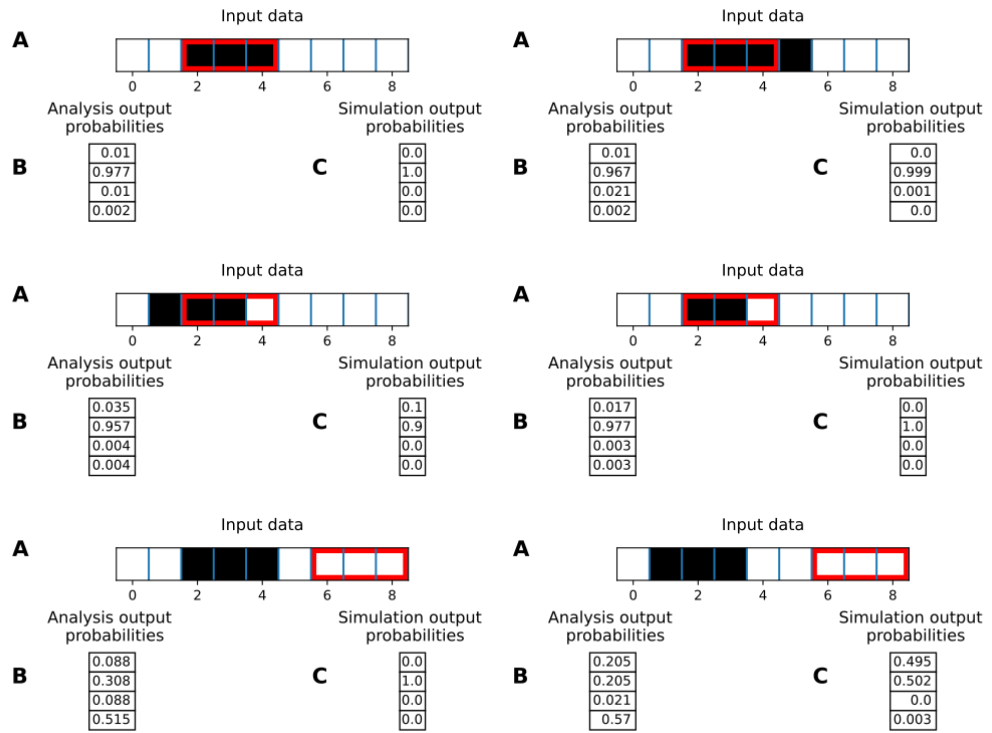 Input data
A
0 2 4 6 8
Analysis output
probabilities
Simulation output
probabilities
B
0.01
0.977
0.01
0.002
C
0.0
1.0
0.0
0.0
Input data
A
0 2 4 6 8
Analysis output
probabilities
Simulation output
probabilities
B
0.01
0.967
0.021
0.002
C
0.0
0.999
0.001
0.0
Input data
A
0 2 4 6 8
Analysis output
probabilities
Simulation output
probabilities
B
0.035
0.957
0.004
0.004
C
0.1
0.9
0.0
0.0
Input data
A
0 2 4 6 8
Analysis output
probabilities
Simulation output
probabilities
B
0.017
0.977
0.003
0.003
C
0.0
1.0
0.0
0.0
Input data
A
0 2 4 6 8
Analysis output
probabilities
Simulation output
probabilities
B
0.088
0.308
0.088
0.515
C
0.0
1.0
0.0
0.0
Input data
A
0 2 4 6 8
Analysis output
probabilities
Simulation output
probabilities
B
0.205
0.205
0.021
0.57
C
0.495
0.502
0.0
0.003